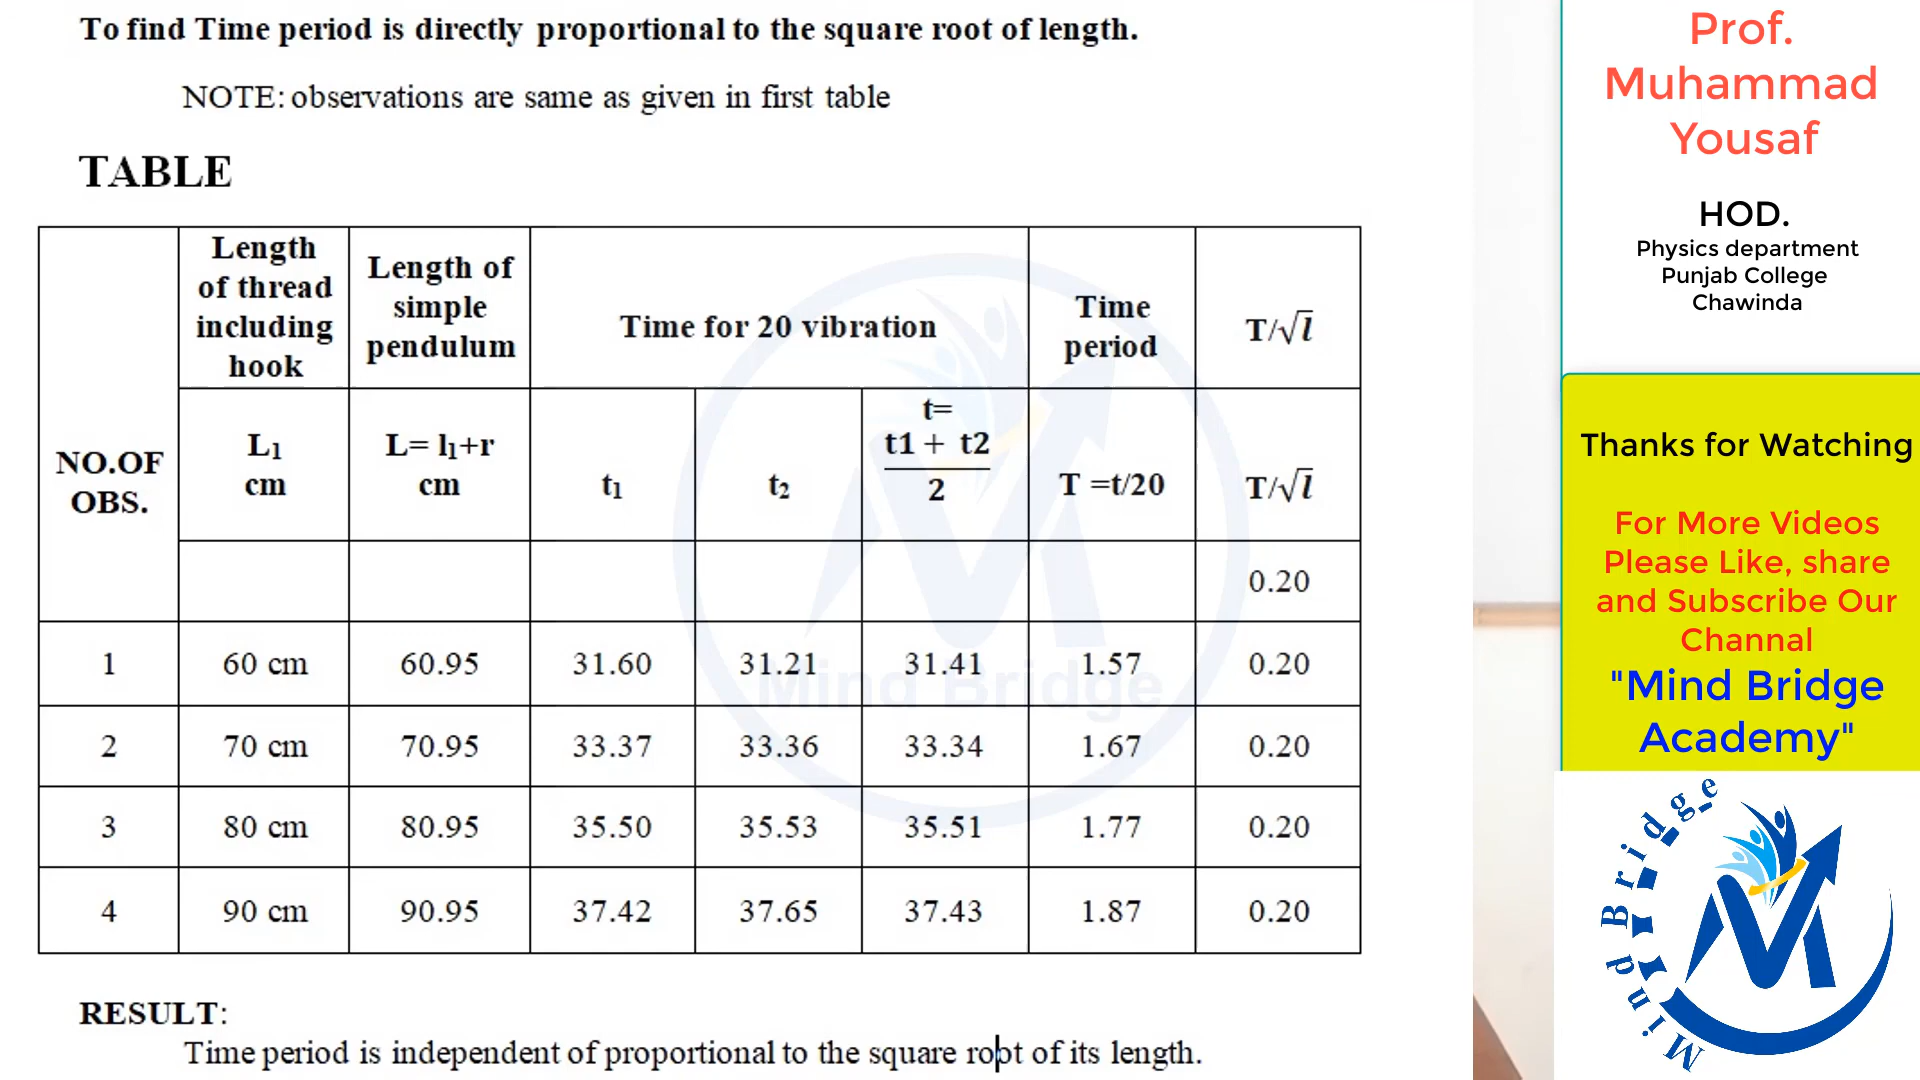 To find Time period is directly proportional to the square root of length.
NOTE: observations are same as given in first table
TABLE
NO.OF OBS.
Length of thread including hook
Length of simple pendulum
Time for 20 vibration
Time period
T/√l
L1 cm
L= l1+r cm
t1
t2
t= t1 + t2 / 2
T =t/20
T/√l
0.20
1 60 cm 60.95 31.60 31.21 31.41 1.57 0.20
2 70 cm 70.95 33.37 33.36 33.34 1.67 0.20
3 80 cm 80.95 35.50 35.53 35.51 1.77 0.20
4 90 cm 90.95 37.42 37.65 37.43 1.87 0.20
RESULT:
Time period is independent of proportional to the square root of its length.
Mind Bridge
Prof.
Muhammad
Yousaf
HOD.
Physics department
Punjab College
Chawinda
Thanks for Watching
For More Videos
Please Like, share
and Subscribe Our
Channal
"Mind Bridge
Academy"
Mind Bridge
Mind Bridge